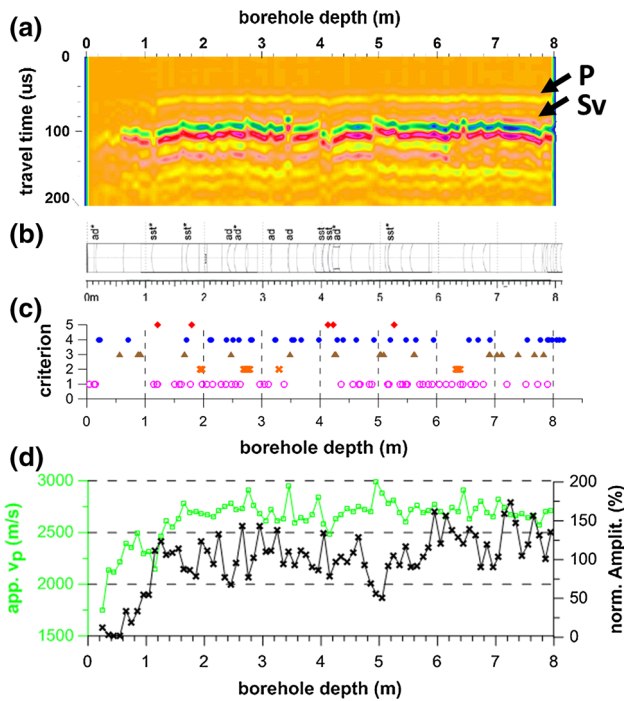 (a)
borehole depth (m)
0 1 2 3 4 5 6 7 8
travel time (us)
0
100
200
P
Sv
(b)
ad* sst* sst* ad ad* ad ad sst sst ad* sst*
0m 1 2 3 4 5 6 7 8
(c)
criterion
5
4
3
2
1
0
0 1 2 3 4 5 6 7 8
borehole depth (m)
(d)
app. vp (m/s)
3000
2500
2000
1500
200
150
100
50
0
norm. Amplit. (%)
0 1 2 3 4 5 6 7 8
borehole depth (m)